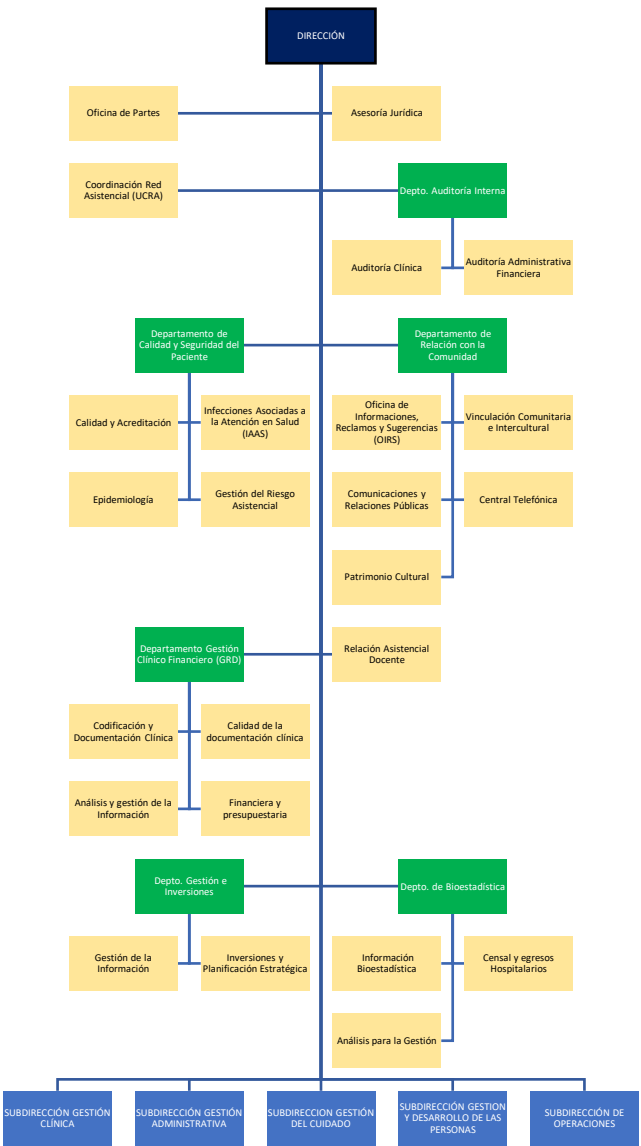 DIRECCIÓN
Oficina de Partes
Asesoría Jurídica
Coordinación Red
Asistencial (UCRA)
Depto. Auditoría Interna
Auditoría Clínica
Auditoría Administrativa
Financiera
Departamento de
Calidad y Seguridad del
Paciente
Departamento de
Relación con la
Comunidad
Calidad y Acreditación
Infecciones Asociadas a
la Atención en Salud
(IAAS)
Oficina de
Informaciones,
Reclamos y Sugerencias
(OIRS)
Vinculación Comunitaria
e Intercultural
Epidemiología
Gestión del Riesgo
Asistencial
Comunicaciones y
Relaciones Públicas
Central Telefónica
Patrimonio Cultural
Departamento Gestión
Clínico Financiero (GRD)
Relación Asistencial
Docente
Codificación y
Documentación Clínica
Calidad de la
documentación clínica
Análisis y gestión de la
Información
Financiera y
presupuestaria
Depto. Gestión e
Inversiones
Depto. de Bioestadística
Gestión de la
Información
Inversiones y
Planificación Estratégica
Información
Bioestadística
Censal y egresos
Hospitalarios
Análisis para la Gestión
SUBDIRECCIÓN GESTIÓN
CLÍNICA
SUBDIRECCIÓN GESTIÓN
ADMINISTRATIVA
SUBDIRECCION GESTIÓN
DEL CUIDADO
SUBDIRECCIÓN GESTION
Y DESARROLLO DE LAS
PERSONAS
SUBDIRECCIÓN DE
OPERACIONES